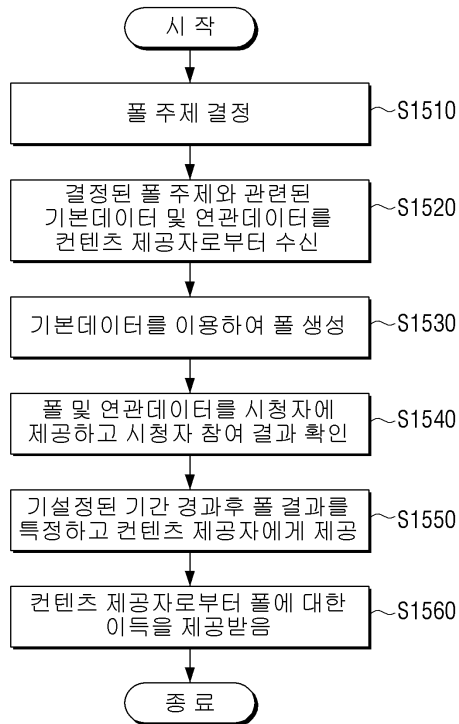 시 작
폴 주제 결정
S1510
결정된 폴 주제와 관련된
기본데이터 및 연관데이터를
컨텐츠 제공자로부터 수신
S1520
기본데이터를 이용하여 폴 생성
S1530
폴 및 연관데이터를 시청자에
제공하고 시청자 참여 결과 확인
S1540
기설정된 기간 경과후 폴 결과를
특정하고 컨텐츠 제공자에게 제공
S1550
컨텐츠 제공자로부터 폴에 대한
이득을 제공받음
S1560
종 료